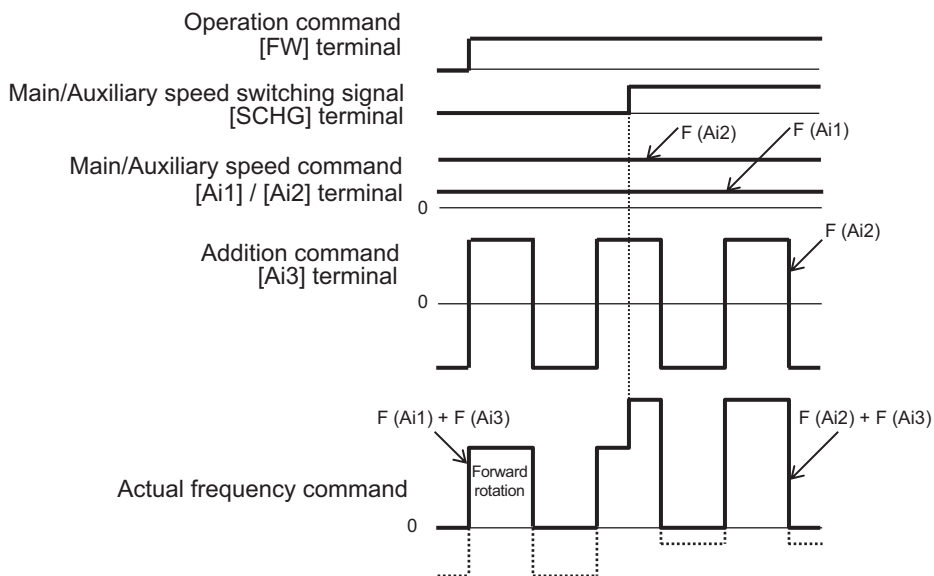 Operation command
[FW] terminal
Main/Auxiliary speed switching signal
[SCHG] terminal
F (Ai2)
F (Ai1)
Main/Auxiliary speed command
[Ai1] / [Ai2] terminal
0
F (Ai2)
Addition command
[Ai3] terminal
0
F (Ai1) + F (Ai3)
F (Ai2) + F (Ai3)
Forward
rotation
Actual frequency command
0